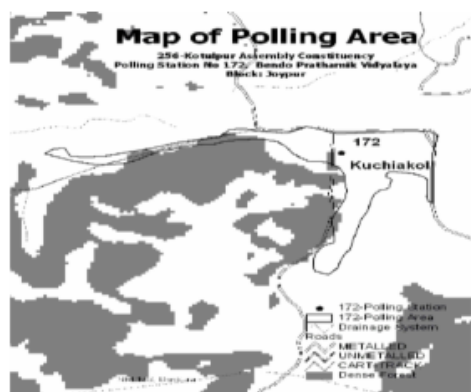 Map of Polling Area
256-Kotulpur Assembly Constituency
Polling Station No 172/ Bendo Pratharnik Vidyalaya
Block: Joypur
172
Kuchiakol
172-Polling Station
172-Polling Area
Drainage System
Roads
METALLED
UNMETALLED
CART-TRACK
Dense Forest